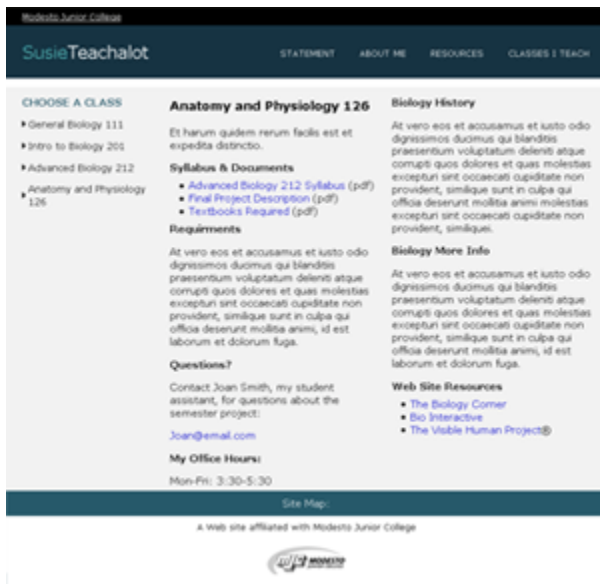 Modesto Junior College
SusieTeachalot
STATEMENT ABOUT ME RESOURCES CLASSES I TEACH
CHOOSE A CLASS
General Biology 111
Intro to Biology 201
Advanced Biology 212
Anatomy and Physiology
126
Anatomy and Physiology 126
Et harum quidem rerum facilis est et
expedita distinctio.
Syllabus & Documents
Advanced Biology 212 Syllabus (pdf)
Final Project Description (pdf)
Textbooks Required (pdf)
Requirments
At vero eos et accusamus et iusto odio
dignissimos ducimus qui blanditiis
praesentium voluptatum deleniti atque
corrupti quos dolores et quas molestias
excepturi sint occaecati cupiditate non
provident, similique sunt in culpa qui
officia deserunt mollitia animi, id est
laborum et dolorum fuga.
Questions?
Contact Joan Smith, my student
assistant, for questions about the
semester project:
Joan@email.com
My Office Hours:
Mon-Fri: 3:30-5:30
Biology History
At vero eos et accusamus et iusto odio
dignissimos ducimus qui blanditiis
praesentium voluptatum deleniti atque
corrupti quos dolores et quas molestias
excepturi sint occaecati cupiditate non
provident, similique sunt in culpa qui
officia deserunt mollitia animi molestias
excepturi sint occaecati cupiditate non
provident, similiquei.
Biology More Info
At vero eos et accusamus et iusto odio
dignissimos ducimus qui blanditiis
praesentium voluptatum deleniti atque
corrupti quos dolores et quas molestias
excepturi sint occaecati cupiditate non
provident, similique sunt in culpa qui
officia deserunt mollitia animi, id est
laborum et dolorum fuga.
Web Site Resources
The Biology Corner
Bio Interactive
The Visible Human Project®
Site Map:
A Web site affiliated with Modesto Junior College
mjc MODESTO